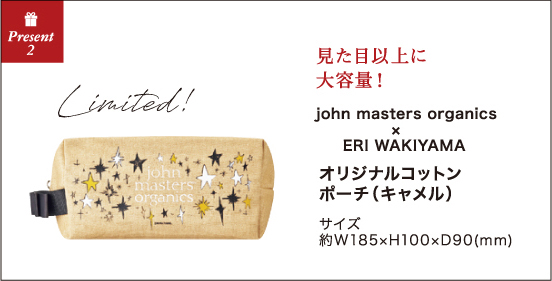 Present
2
Limited!
john
masters
organics
見た目以上に
大容量！
john masters organics
×
ERI WAKIYAMA
オリジナルコットン
ポーチ（キャメル）
サイズ
約W185×H100×D90(mm)